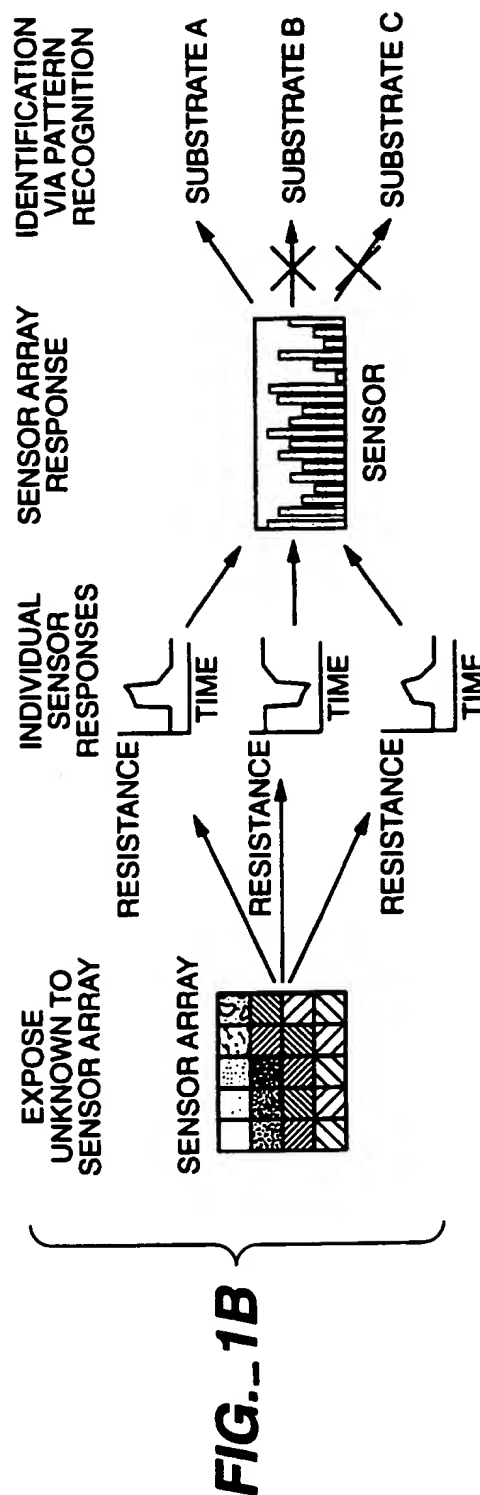 EXPOSE
UNKNOWN TO
SENSOR ARRAY
INDIVIDUAL
SENSOR
RESPONSES
SENSOR ARRAY
RESPONSE
IDENTIFICATION
VIA PATTERN
RECOGNITION
SENSOR ARRAY
RESISTANCE
TIME
RESISTANCE
TIME
RESISTANCE
TIME
SENSOR
SUBSTRATE A
SUBSTRATE B
SUBSTRATE C
FIG._1B